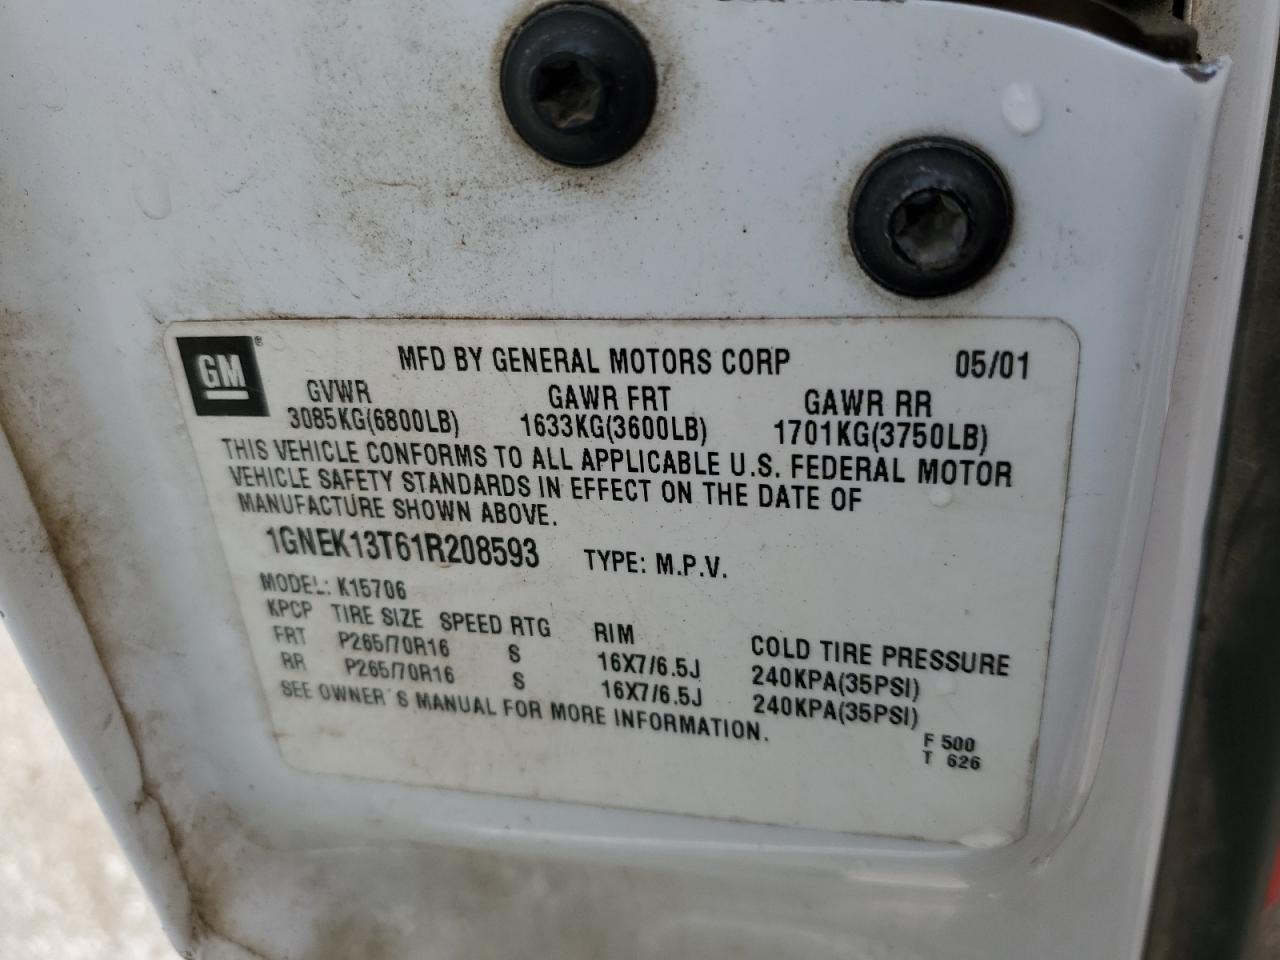 GM ®
MFD BY GENERAL MOTORS CORP 05/01
GVWR GAWR FRT GAWR RR
3085KG(6800LB) 1633KG(3600LB) 1701KG(3750LB)
THIS VEHICLE CONFORMS TO ALL APPLICABLE U.S. FEDERAL MOTOR
VEHICLE SAFETY STANDARDS IN EFFECT ON THE DATE OF
MANUFACTURE SHOWN ABOVE.
1GNEK13T61R208593 TYPE: M.P.V.
MODEL: K15706
KPCP TIRE SIZE SPEED RTG RIM COLD TIRE PRESSURE
FRT P265/70R16 S 16X7/6.5J 240KPA(35PSI)
RR P265/70R16 S 16X7/6.5J 240KPA(35PSI)
SEE OWNER'S MANUAL FOR MORE INFORMATION.
F 500
T 626